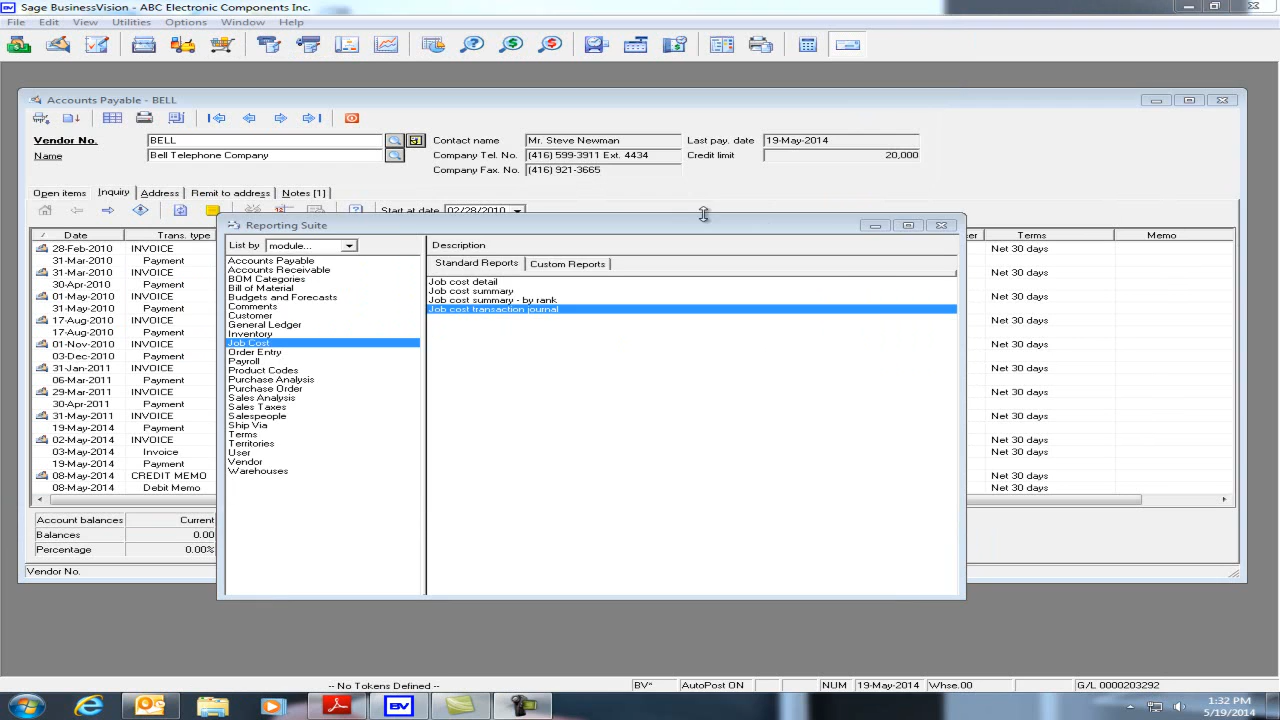 Sage BusinessVision - ABC Electronic Components Inc.
File Edit View Utilities Options Window Help
Accounts Payable - BELL
Vendor No. BELL Contact name Mr. Steve Newman Last pay. date 19-May-2014
Name Bell Telephone Company Company Tel. No. (416) 599-3911 Ext. 4434 Credit limit 20,000
Company Fax. No. (416) 921-3665
Open items Inquiry Address Remit to address Notes [1]
Start at date 02/28/2010
Reporting Suite
Date Trans. type Terms Memo
28-Feb-2010 INVOICE Net 30 days
31-Mar-2010 Payment
31-Mar-2010 INVOICE Net 30 days
30-Apr-2010 Payment
01-May-2010 INVOICE Net 30 days
31-May-2010 Payment
17-Aug-2010 INVOICE Net 30 days
17-Aug-2010 Payment
01-Nov-2010 INVOICE Net 30 days
03-Dec-2010 Payment
31-Jan-2011 INVOICE Net 30 days
06-Mar-2011 Payment
29-Mar-2011 INVOICE Net 30 days
30-Apr-2011 Payment
31-May-2011 INVOICE Net 30 days
19-May-2014 Payment
02-May-2014 INVOICE Net 30 days
03-May-2014 Invoice Net 30 days
19-May-2014 Payment
08-May-2014 CREDIT MEMO Net 30 days
08-May-2014 Debit Memo Net 30 days
Account balances Current
Balances 0.00
Percentage 0.00%
Vendor No.
List by module...
Accounts Payable
Accounts Receivable
BOM Categories
Bill of Material
Budgets and Forecasts
Comments
Customer
General Ledger
Inventory
Job Cost
Order Entry
Payroll
Product Codes
Purchase Analysis
Purchase Order
Sales Analysis
Sales Taxes
Salespeople
Ship Via
Terms
Territories
User
Vendor
Warehouses
Description
Standard Reports Custom Reports
Job cost detail
Job cost summary
Job cost summary - by rank
Job cost transaction journal
-- No Tokens Defined -- BV* AutoPost ON NUM 19-May-2014 Whse.00 G/L 0000203292
BV
1:32 PM
5/19/2014